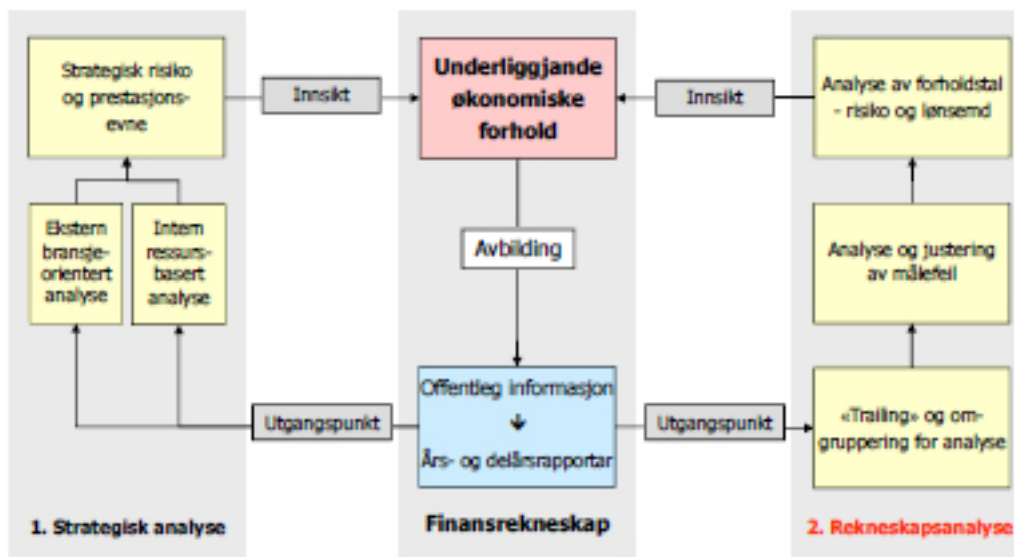 Strategisk risiko
og prestasjons-
evne
Innsikt
Underliggjande
økonomiske
forhold
Innsikt
Analyse av forholdstal
- risiko og lønsemd
Ekstern
bransje-
orientert
analyse
Intern
ressurs-
basert
analyse
Avbilding
Analyse og justering
av målefeil
Utgangspunkt
Offentleg informasjon
Års- og delårsrapportar
Utgangspunkt
«Trailing» og om-
gruppering for analyse
1. Strategisk analyse
Finansrekneskap
2. Rekneskapsanalyse